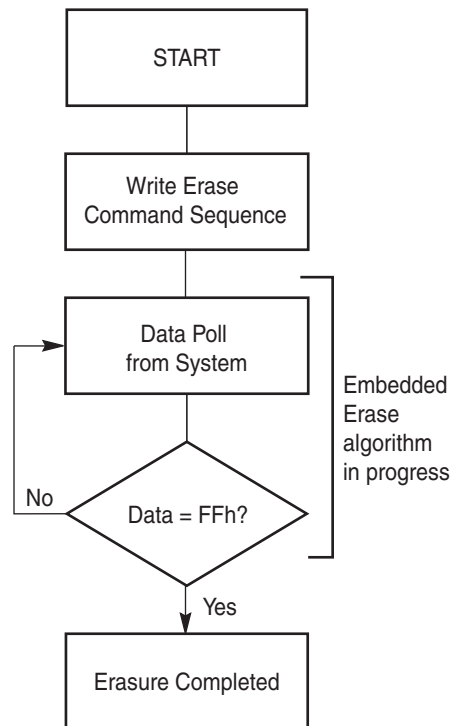 START
Write Erase
Command Sequence
Data Poll
from System
Embedded
Erase
algorithm
in progress
No
Data = FFh?
Yes
Erasure Completed